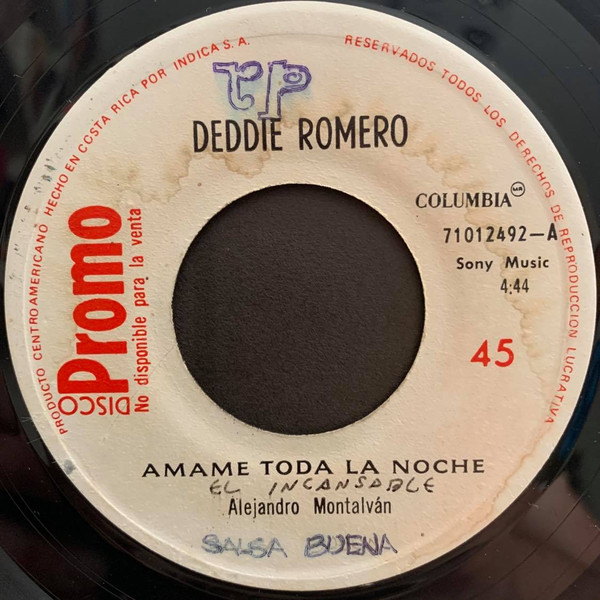 PRODUCTO CENTROAMERICANO HECHO EN COSTA RICA POR INDICA S.A.
RESERVADOS TODOS LOS DERECHOS DE REPRODUCCION LUCRATIVA
TP
DEDDIE ROMERO
DISCO Promo
No disponible para la venta
COLUMBIA MR
71012492-A
Sony Music
4:44
45
AMAME TODA LA NOCHE
EL INCANSABLE
Alejandro Montalván
SALSA BUENA